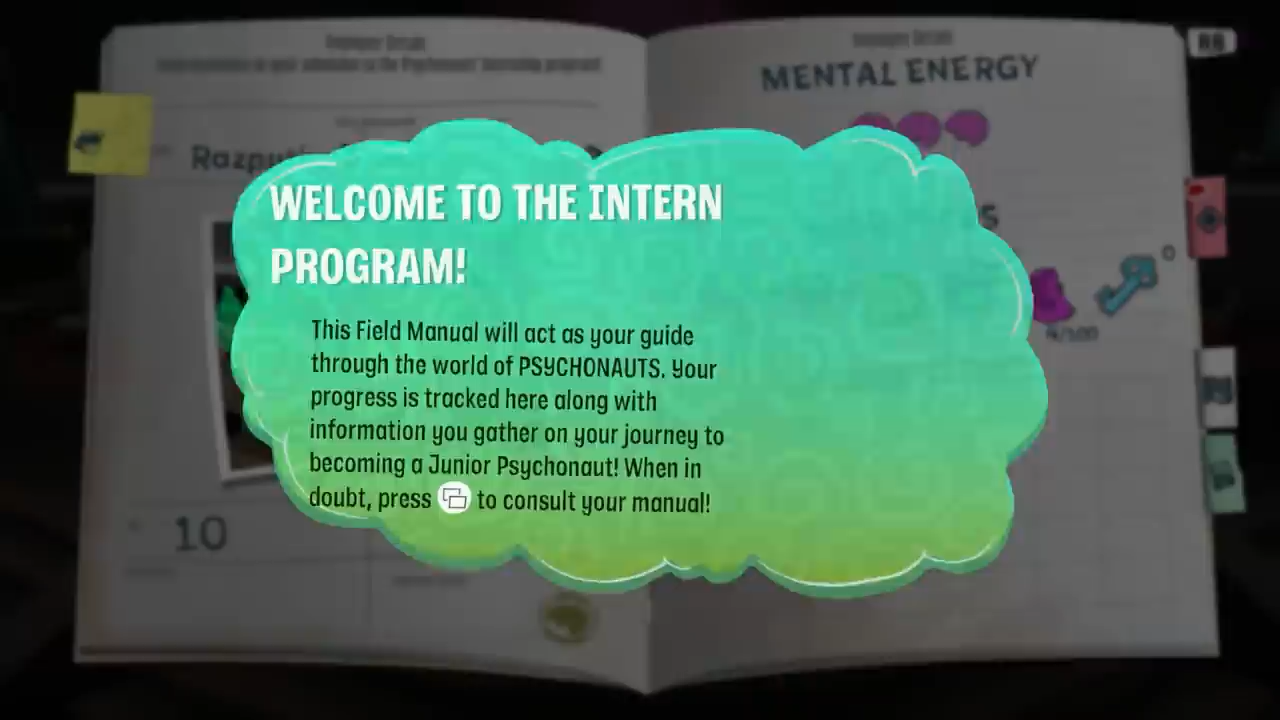 RB
MENTAL ENERGY
WELCOME TO THE INTERN
PROGRAM!
This Field Manual will act as your guide
through the world of PSYCHONAUTS. Your
progress is tracked here along with
information you gather on your journey to
becoming a Junior Psychonaut! When in
doubt, press to consult your manual!
0
10